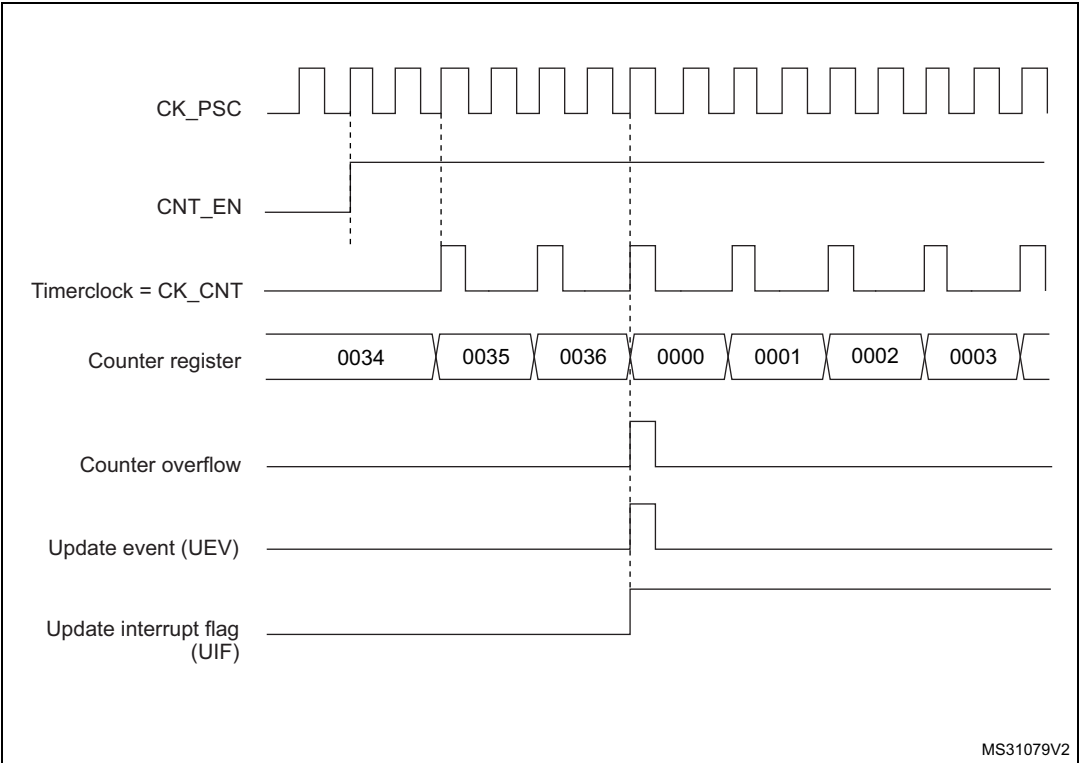 CK_PSC
CNT_EN
Timerclock = CK_CNT
Counter register
0034 0035 0036 0000 0001 0002 0003
Counter overflow
Update event (UEV)
Update interrupt flag
(UIF)
MS31079V2